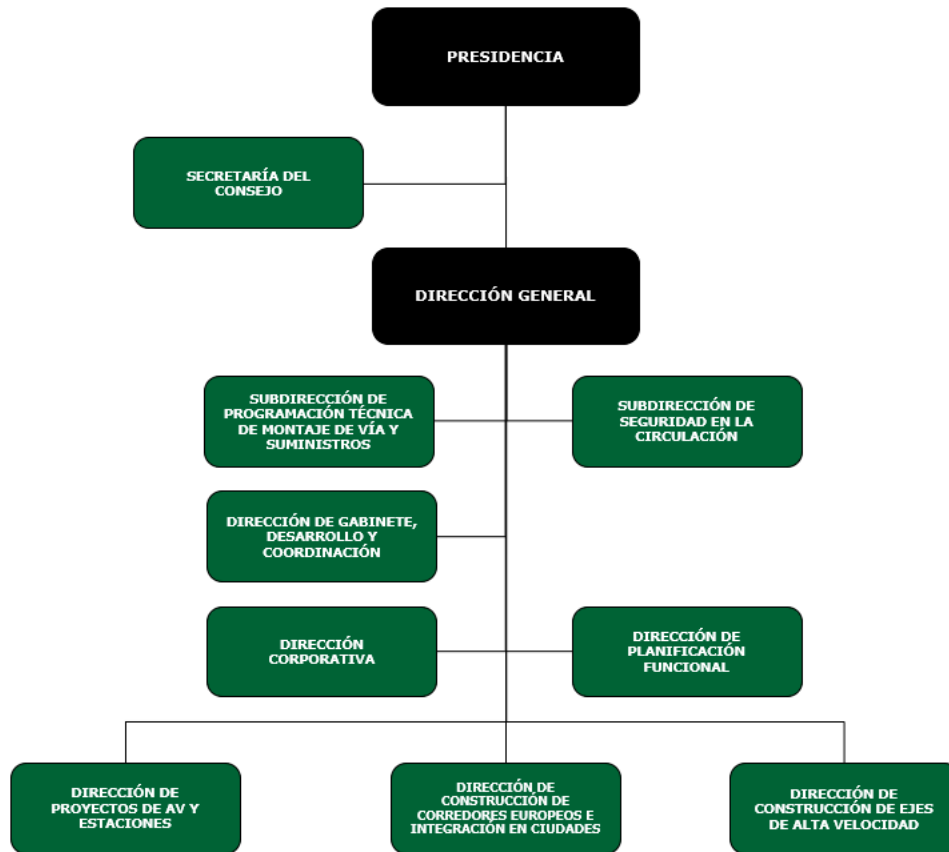 PRESIDENCIA
SECRETARÍA DEL
CONSEJO
DIRECCIÓN GENERAL
SUBDIRECCIÓN DE
PROGRAMACIÓN TÉCNICA
DE MONTAJE DE VÍA Y
SUMINISTROS
SUBDIRECCIÓN DE
SEGURIDAD EN LA
CIRCULACIÓN
DIRECCIÓN DE GABINETE,
DESARROLLO Y
COORDINACIÓN
DIRECCIÓN
CORPORATIVA
DIRECCIÓN DE
PLANIFICACIÓN
FUNCIONAL
DIRECCIÓN DE
PROYECTOS DE AV Y
ESTACIONES
DIRECCIÓN DE
CONSTRUCCIÓN DE
CORREDORES EUROPEOS E
INTEGRACIÓN EN CIUDADES
DIRECCIÓN DE
CONSTRUCCIÓN DE EJES
DE ALTA VELOCIDAD